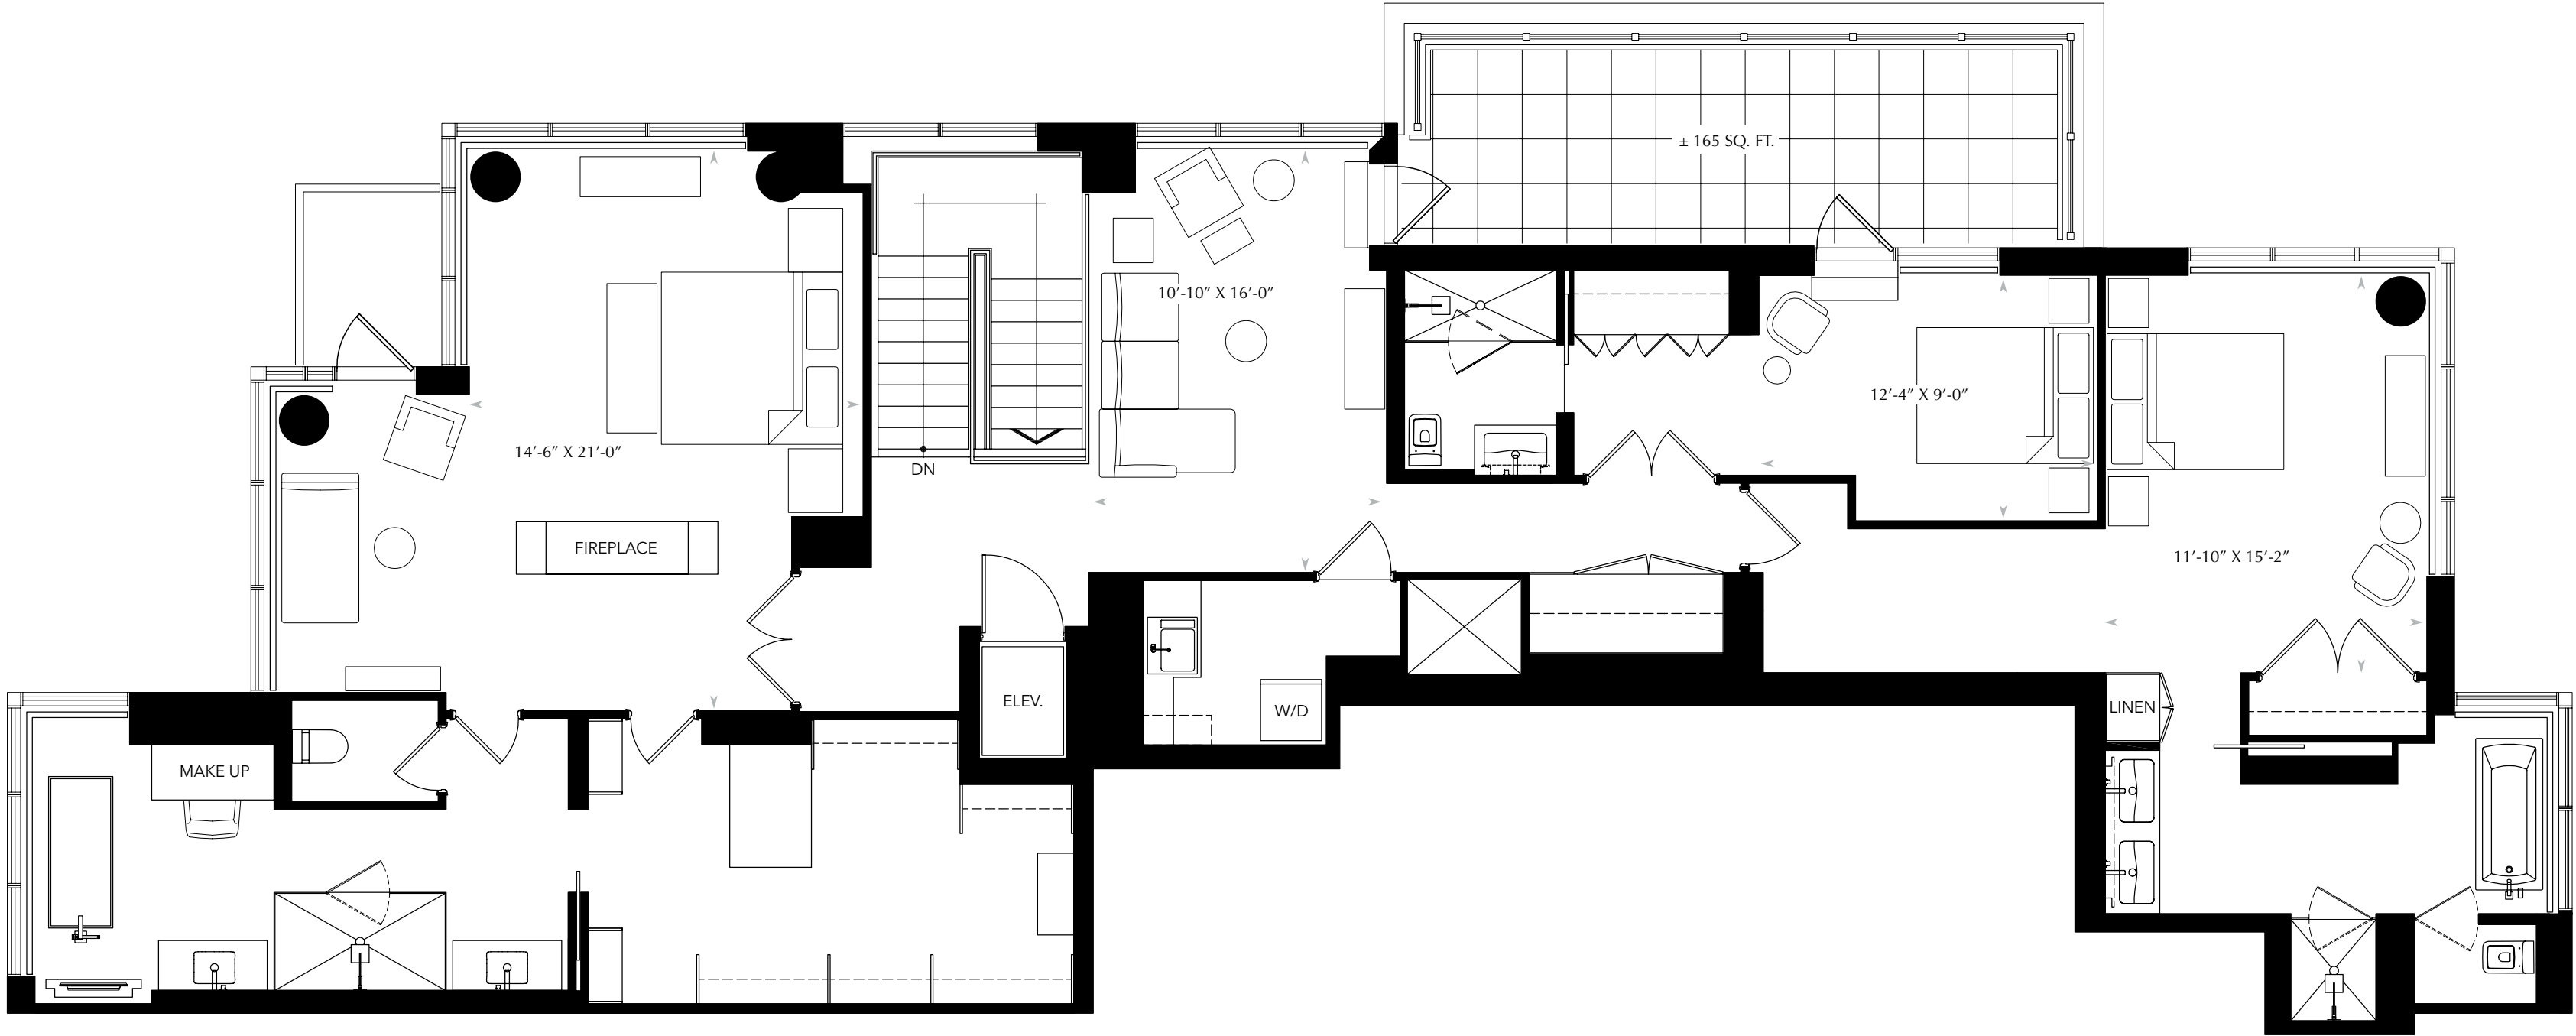 ± 165 SQ. FT.
10′-10″ X 16′-0″
12′-4″ X 9′-0″
14′-6″ X 21′-0″
DN
FIREPLACE
11′-10″ X 15′-2″
ELEV.
W/D
LINEN
MAKE UP